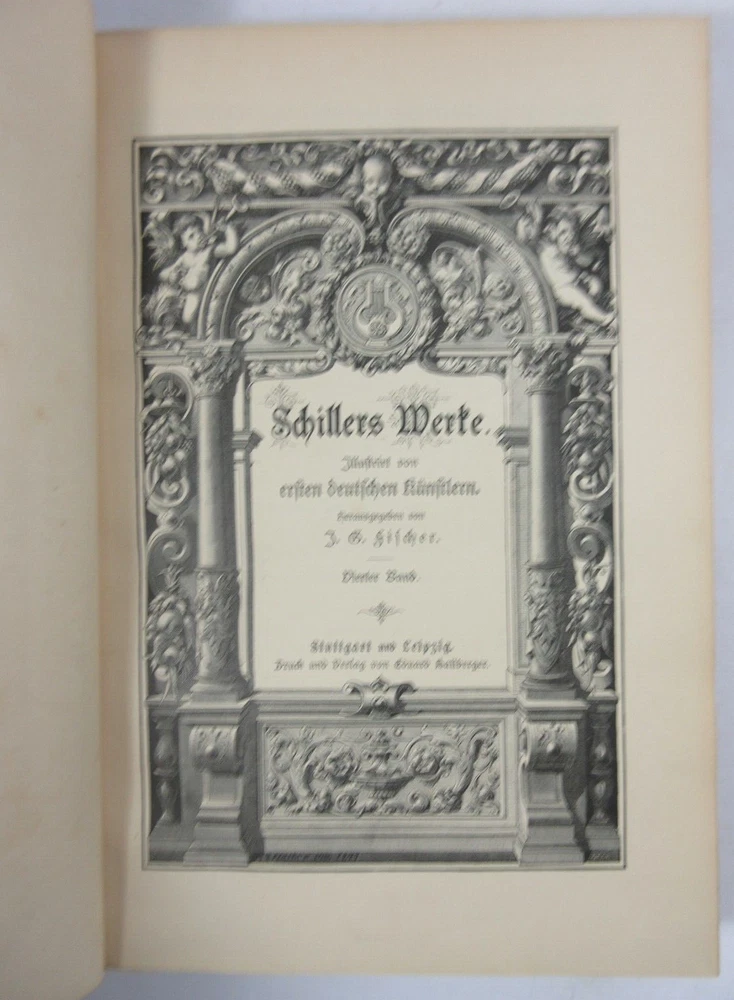 Schillers Werke.
Illustrirt von
ersten deutschen Künstlern.
Herausgegeben von
J. G. Fischer.
Vierter Band.
Stuttgart und Leipzig.
Druck und Verlag von Eduard Hallberger.